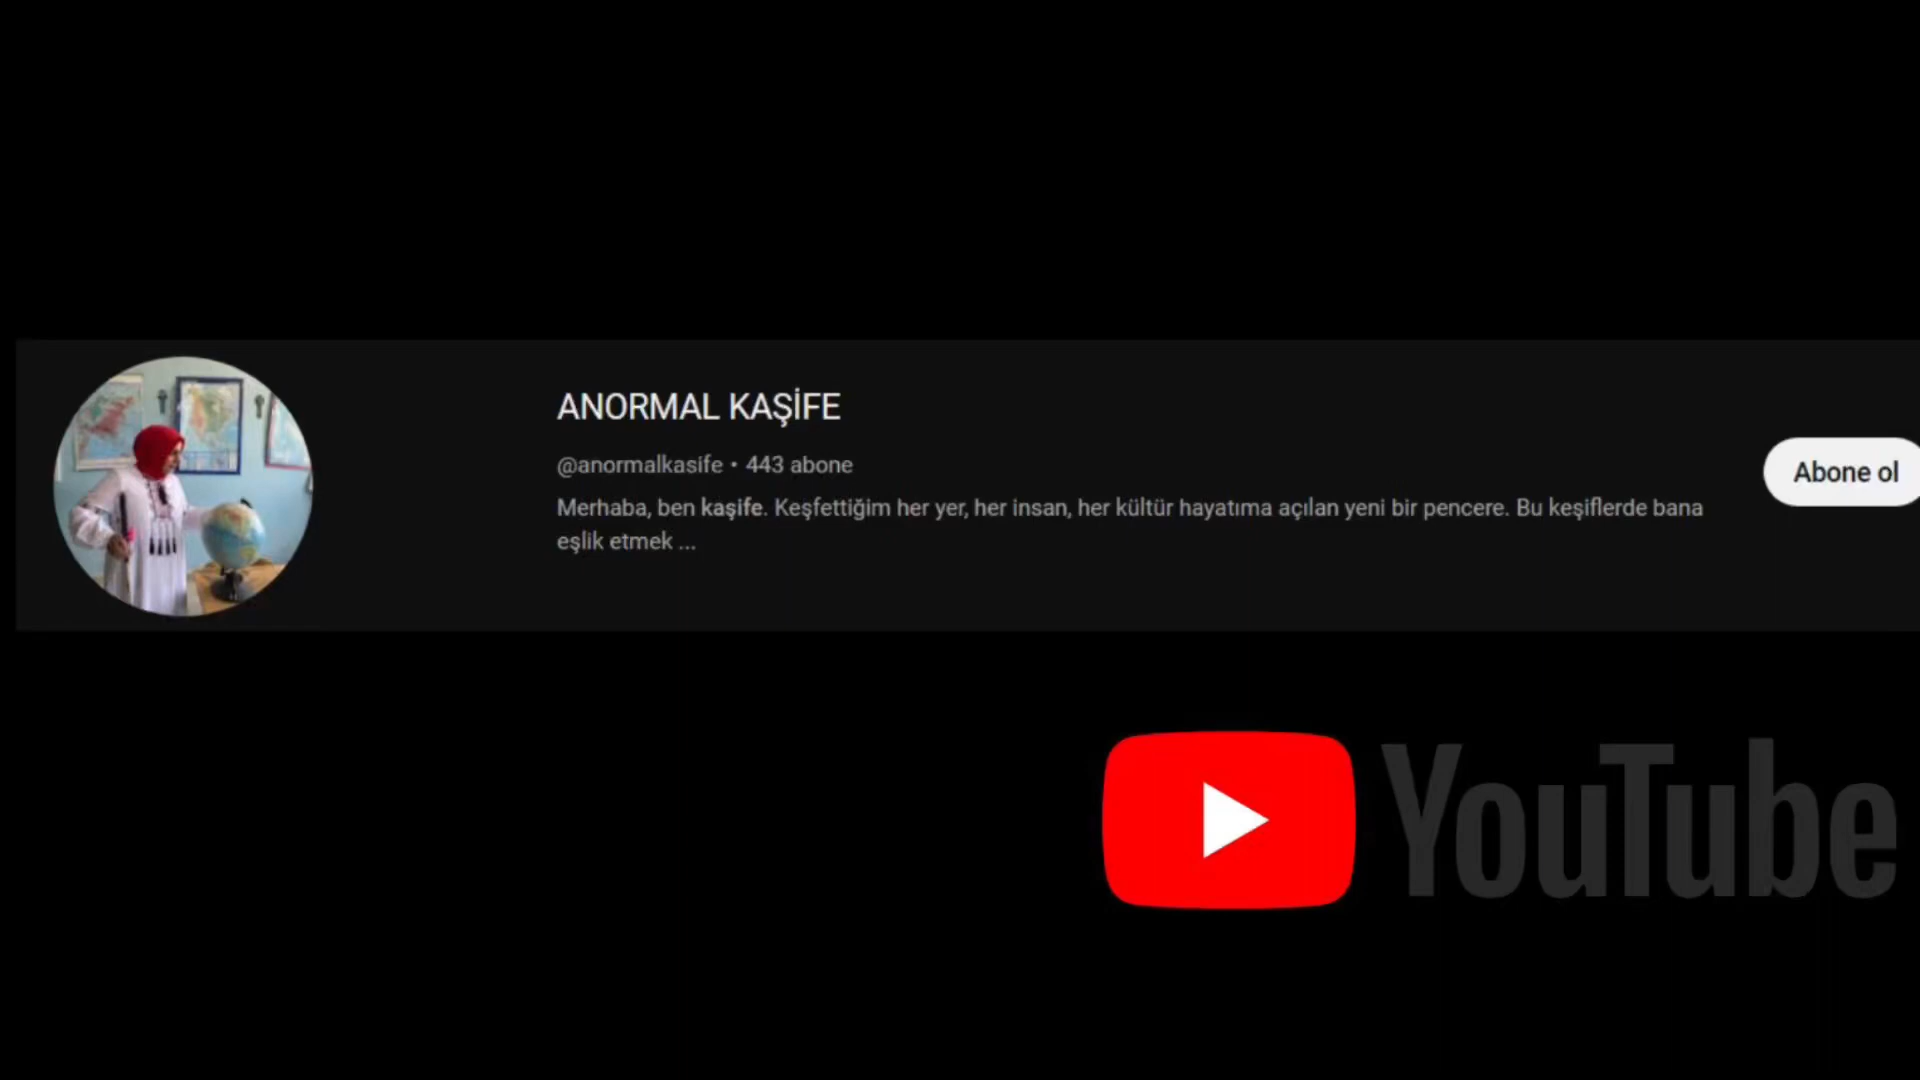 ANORMAL KAŞİFE
@anormalkasife • 443 abone
Merhaba, ben kaşife. Keşfettiğim her yer, her insan, her kültür hayatıma açılan yeni bir pencere. Bu keşiflerde bana
eşlik etmek ...
Abone ol
YouTube